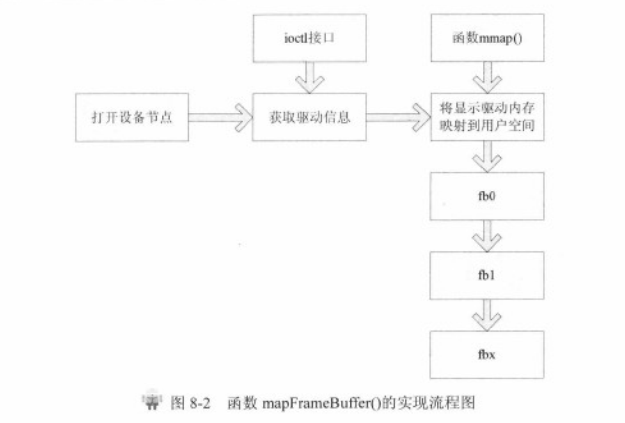 ioctl接口
函数mmap()
打开设备节点
获取驱动信息
将显示驱动内存
映射到用户空间
fb0
fb1
fbx
图 8-2 函数 mapFrameBuffer()的实现流程图